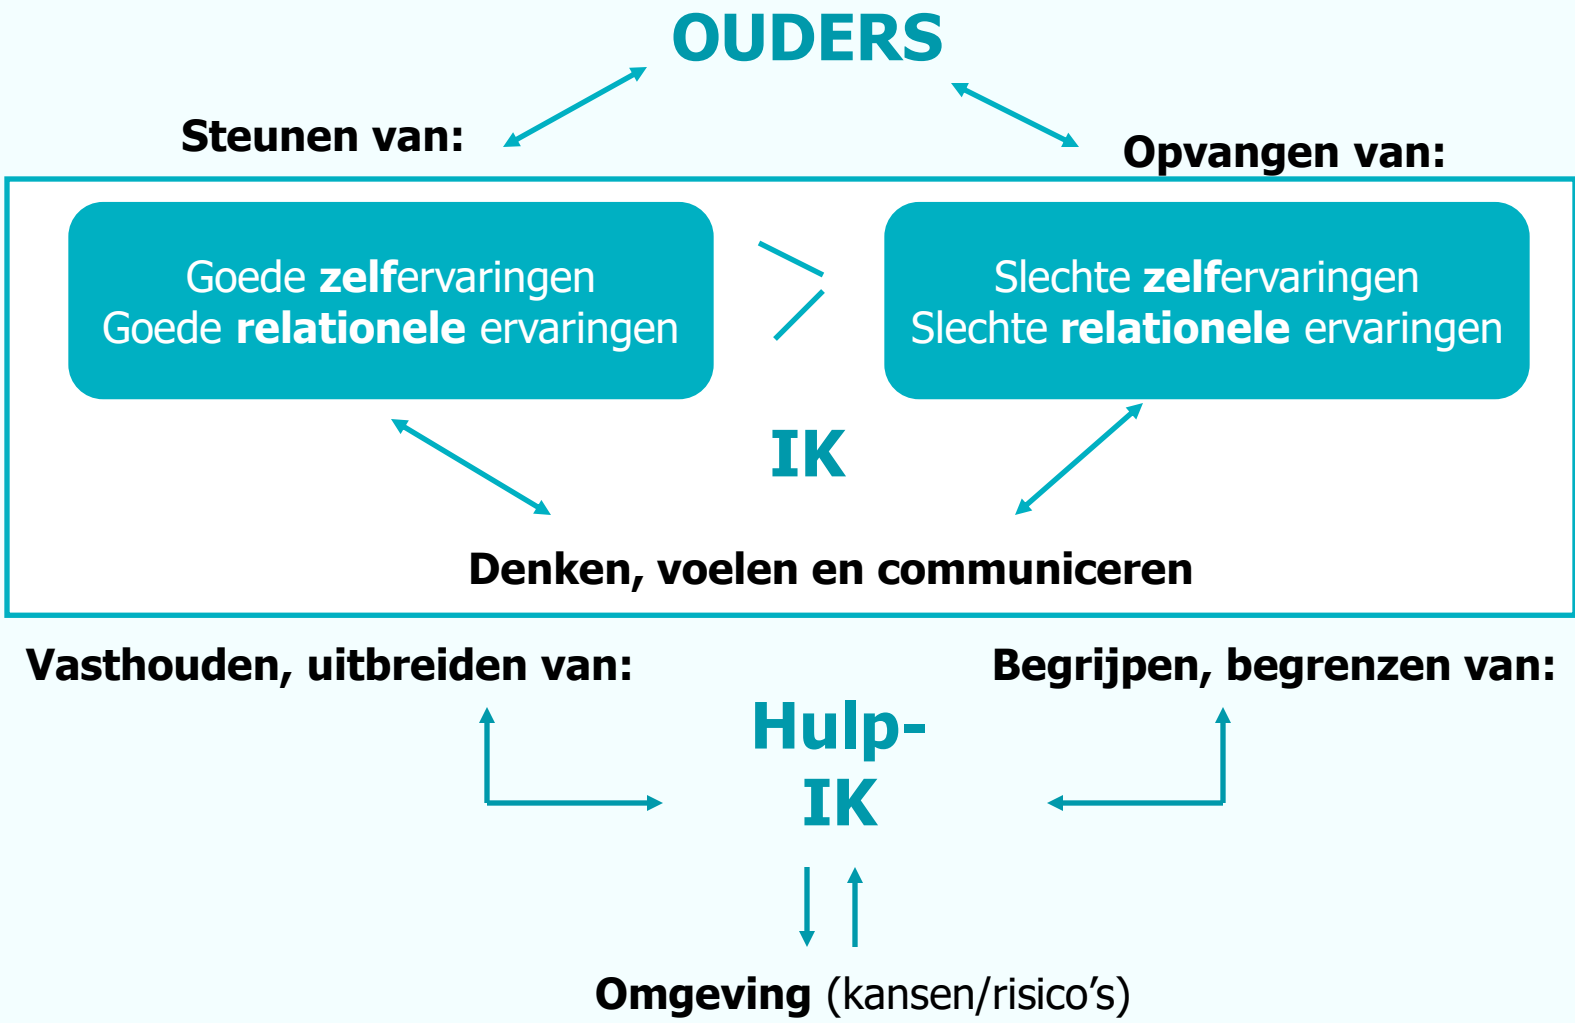 OUDERS
Steunen van:
Opvangen van:
Goede zelfervaringen
Goede relationele ervaringen
Slechte zelfervaringen
Slechte relationele ervaringen
IK
Denken, voelen en communiceren
Vasthouden, uitbreiden van:
Begrijpen, begrenzen van:
Hulp-
IK
Omgeving (kansen/risico’s)